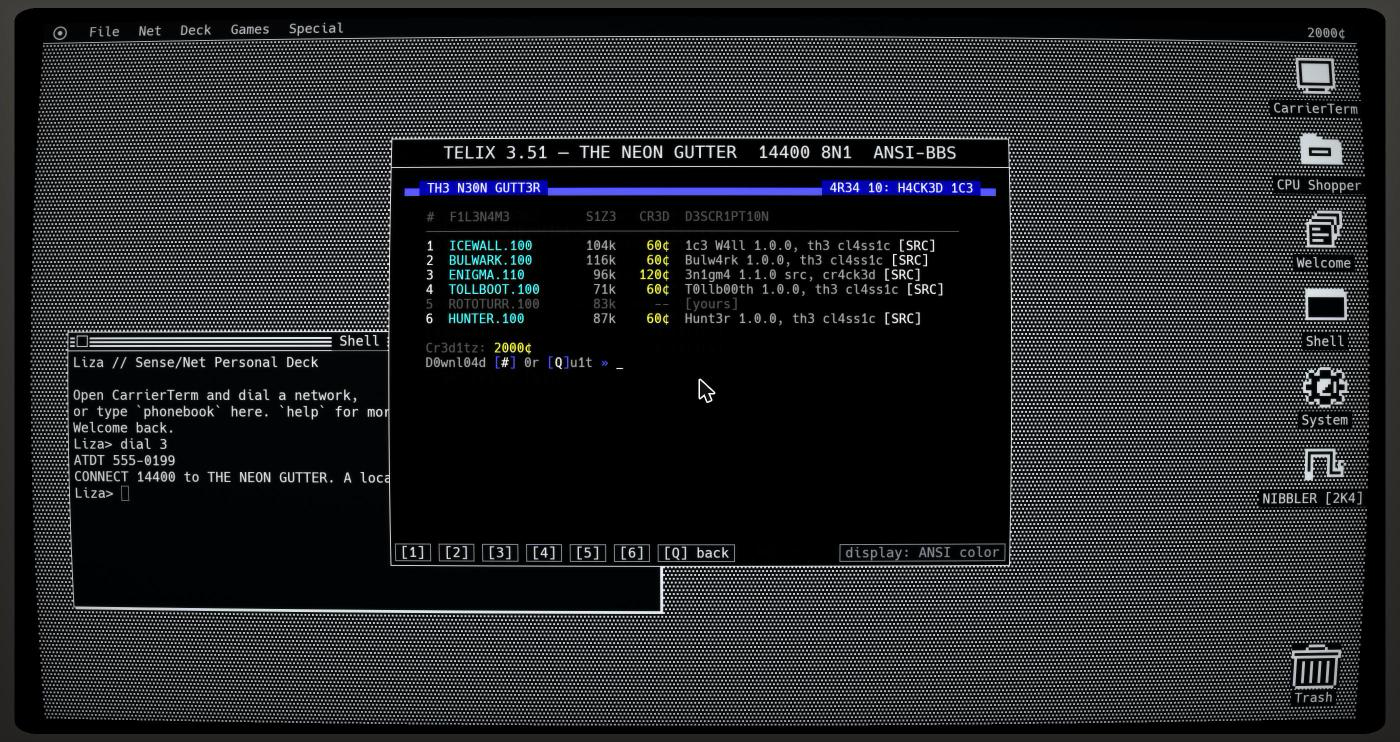 File Net Deck Games Special 2000¢
CarrierTerm
CPU Shopper
Welcome
Shell
System
NIBBLER [2K4]
Trash
TELIX 3.51 — THE NEON GUTTER 14400 8N1 ANSI-BBS
TH3 N30N GUTT3R 4R34 10: H4CK3D 1C3
# F1L3N4M3 S1Z3 CR3D D3SCR1PT10N
1 ICEWALL.100 104k 60¢ 1c3 W4ll 1.0.0, th3 cl4ss1c [SRC]
2 BULWARK.100 116k 60¢ Bulw4rk 1.0.0, th3 cl4ss1c [SRC]
3 ENIGMA.110 96k 120¢ 3n1gm4 1.1.0 src, cr4ck3d [SRC]
4 TOLLBOOT.100 71k 60¢ T0llb00th 1.0.0, th3 cl4ss1c [SRC]
5 ROTOTURR.100 83k -- [yours]
6 HUNTER.100 87k 60¢ Hunt3r 1.0.0, th3 cl4ss1c [SRC]
Cr3d1tz: 2000¢
D0wnl04d [#] 0r [Q]u1t » _
[1] [2] [3] [4] [5] [6] [Q] back display: ANSI color
Shell
Liza // Sense/Net Personal Deck
Open CarrierTerm and dial a network,
or type `phonebook` here. `help` for mor
Welcome back.
Liza> dial 3
ATDT 555-0199
CONNECT 14400 to THE NEON GUTTER. A loca
Liza>